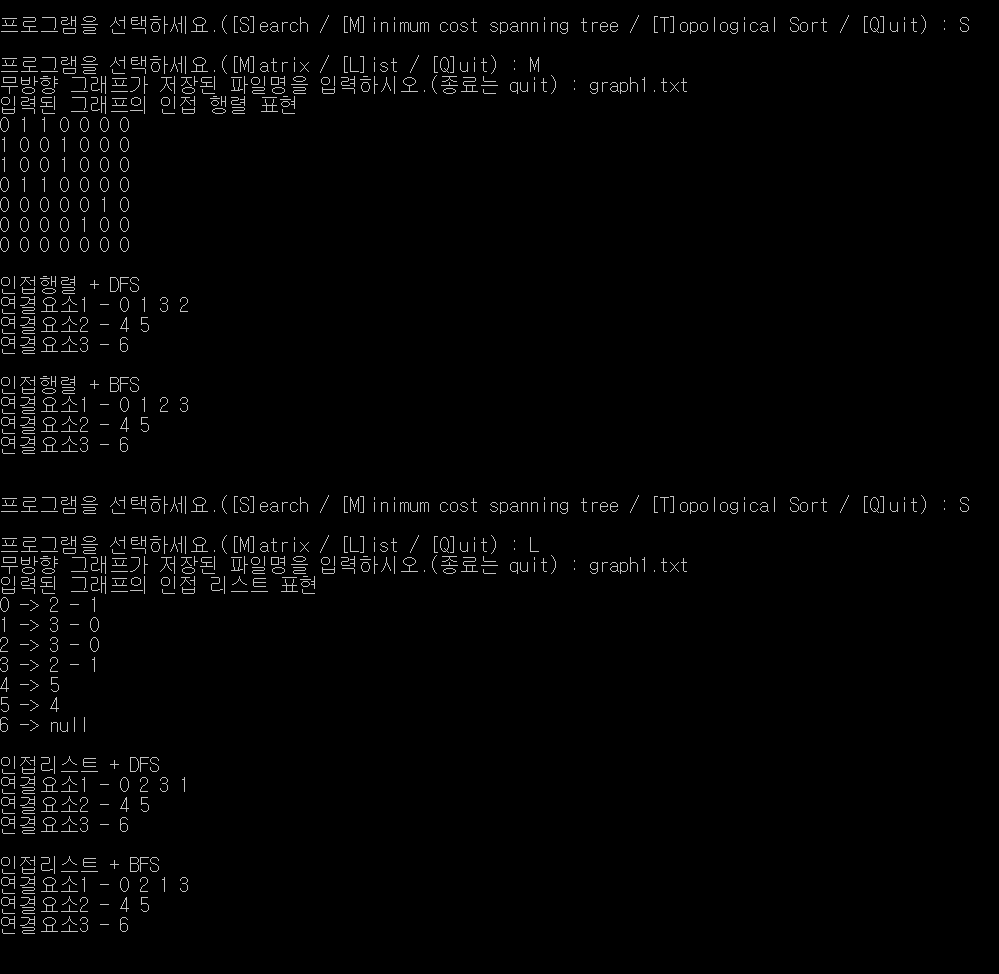 프로그램을 선택하세요.([S]earch / [M]inimum cost spanning tree / [T]opological Sort / [Q]uit) : S
프로그램을 선택하세요.([M]atrix / [L]ist / [Q]uit) : M
무방향 그래프가 저장된 파일명을 입력하시오.(종료는 quit) : graph1.txt
입력된 그래프의 인접 행렬 표현
0 1 1 0 0 0 0
1 0 0 1 0 0 0
1 0 0 1 0 0 0
0 1 1 0 0 0 0
0 0 0 0 0 1 0
0 0 0 0 1 0 0
0 0 0 0 0 0 0
인접행렬 + DFS
연결요소1 - 0 1 3 2
연결요소2 - 4 5
연결요소3 - 6
인접행렬 + BFS
연결요소1 - 0 1 2 3
연결요소2 - 4 5
연결요소3 - 6
프로그램을 선택하세요.([S]earch / [M]inimum cost spanning tree / [T]opological Sort / [Q]uit) : S
프로그램을 선택하세요.([M]atrix / [L]ist / [Q]uit) : L
무방향 그래프가 저장된 파일명을 입력하시오.(종료는 quit) : graph1.txt
입력된 그래프의 인접 리스트 표현
0 -> 2 - 1
1 -> 3 - 0
2 -> 3 - 0
3 -> 2 - 1
4 -> 5
5 -> 4
6 -> null
인접리스트 + DFS
연결요소1 - 0 2 3 1
연결요소2 - 4 5
연결요소3 - 6
인접리스트 + BFS
연결요소1 - 0 2 1 3
연결요소2 - 4 5
연결요소3 - 6